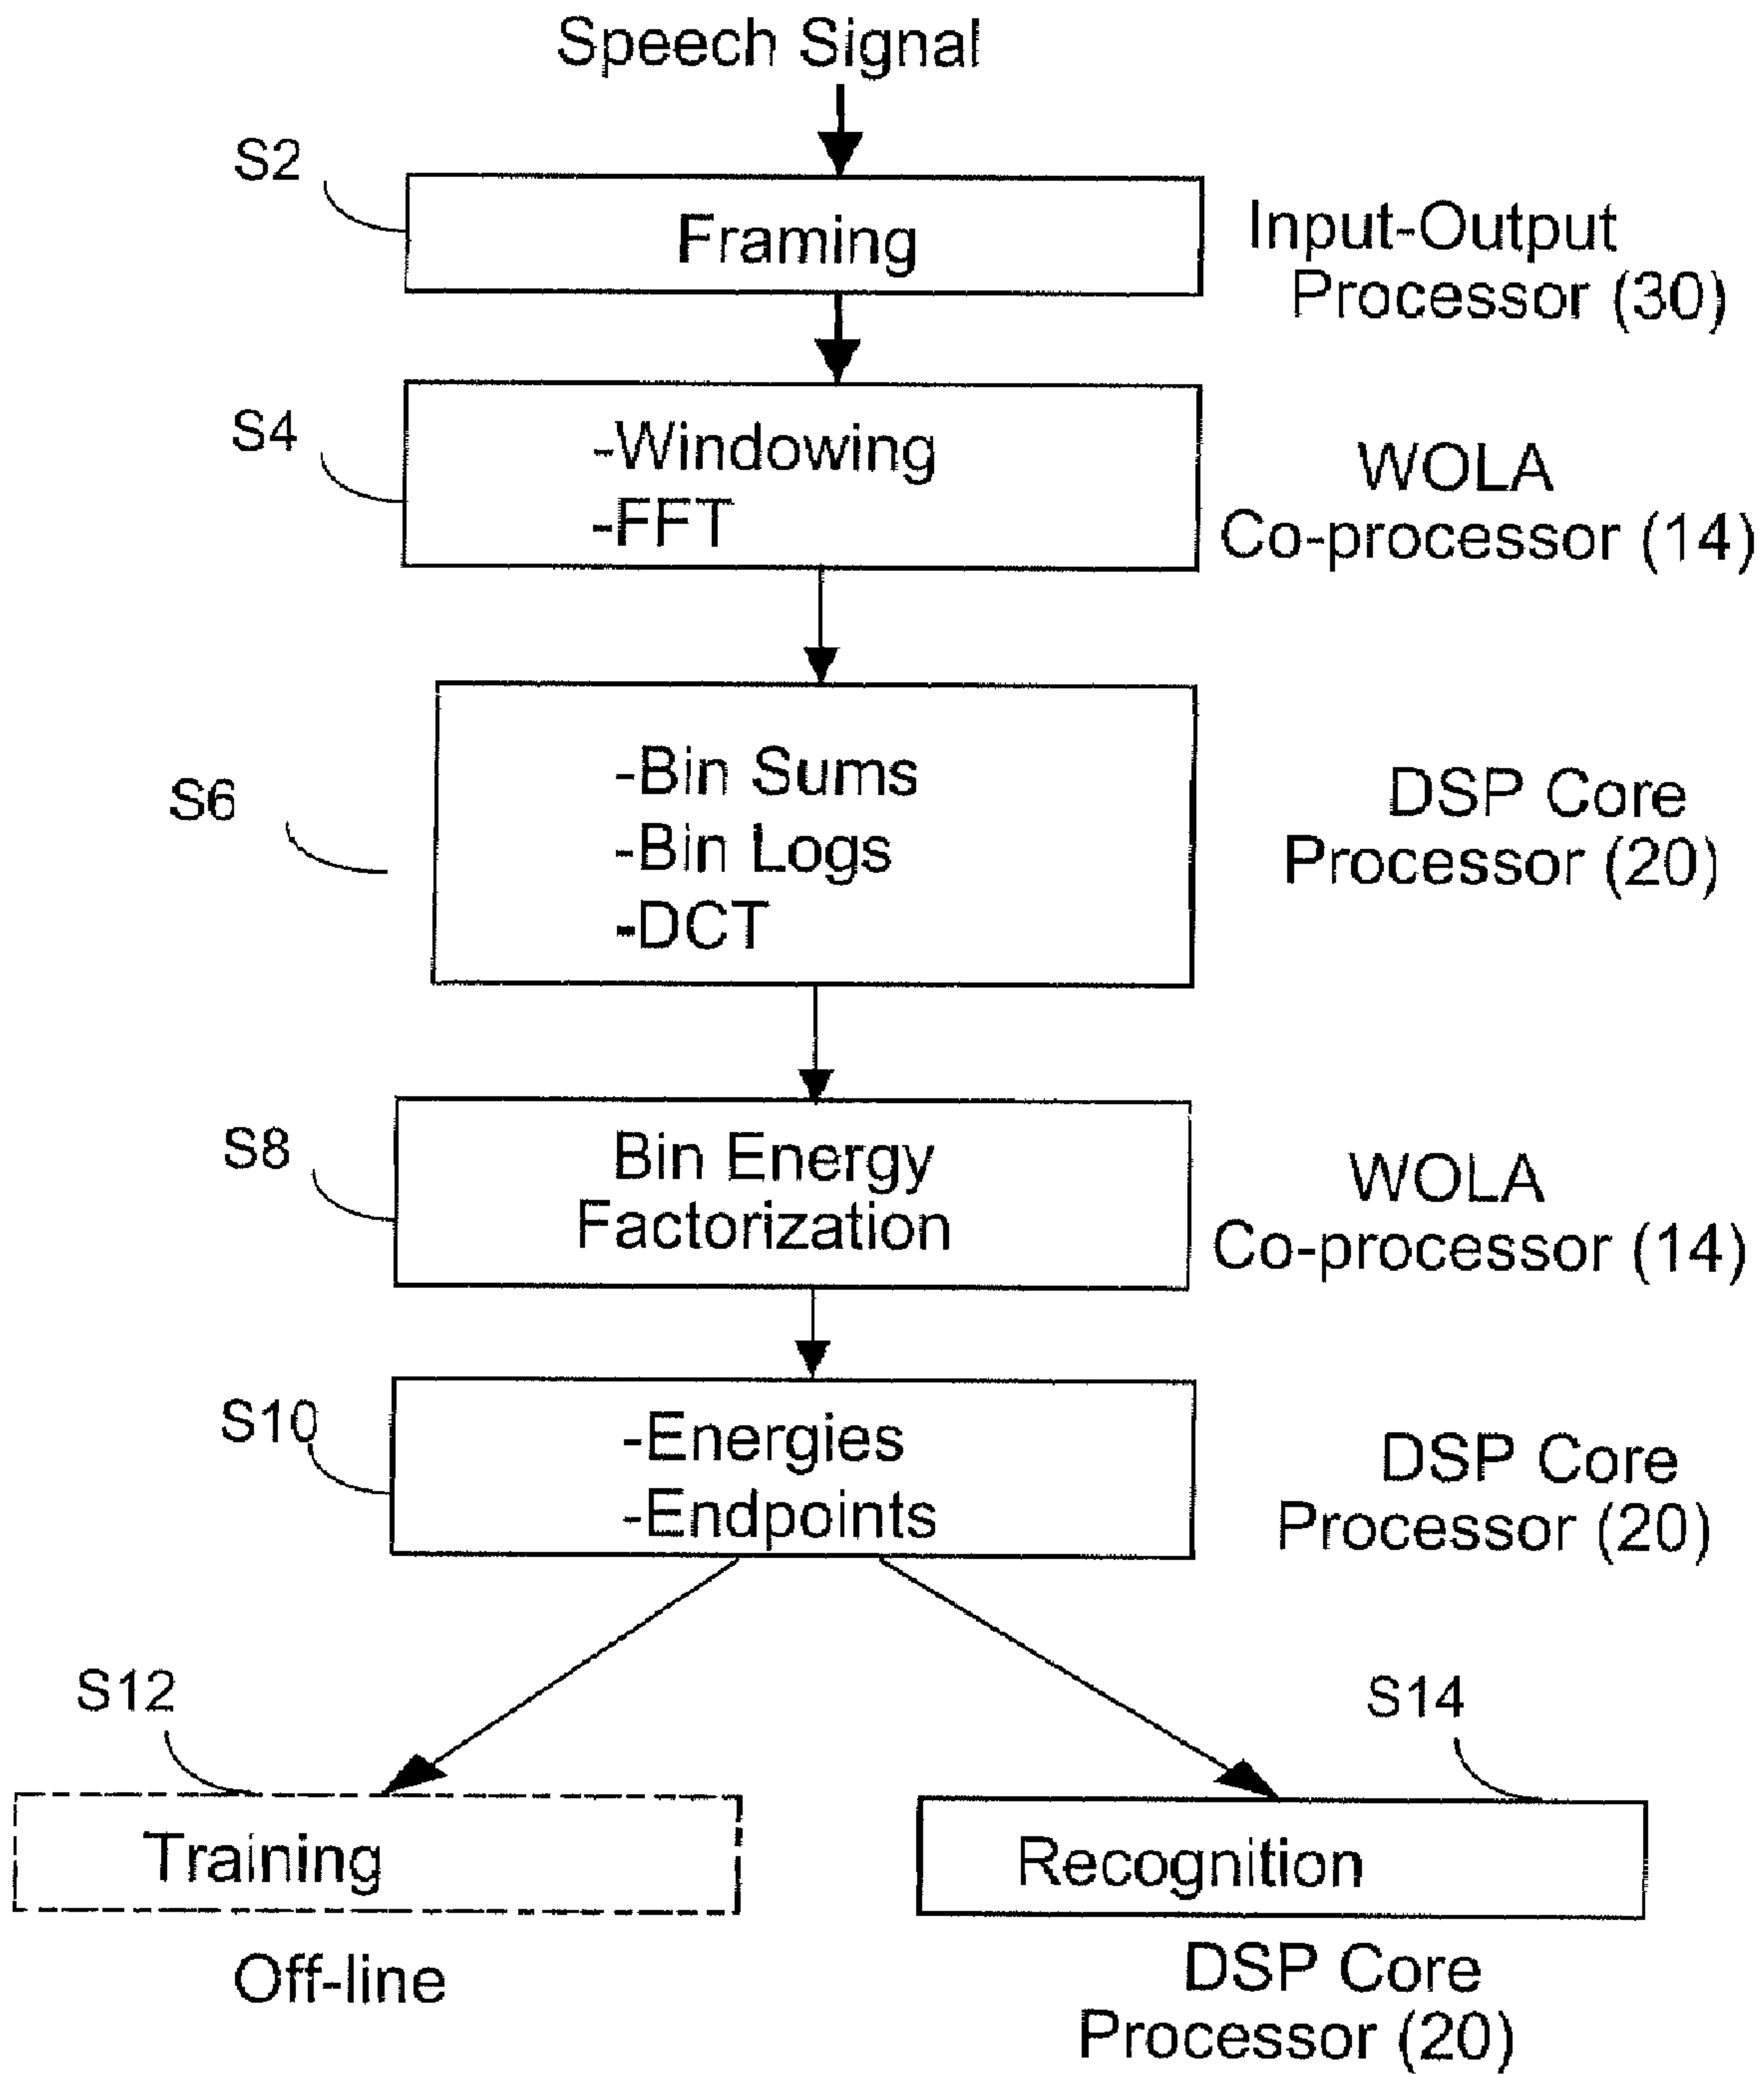 Speech Signal
S2
Framing
Input-Output
Processor (30)
S4
-Windowing
-FFT
WOLA
Co-processor (14)
S6
-Bin Sums
-Bin Logs
-DCT
DSP Core
Processor (20)
S8
Bin Energy
Factorization
WOLA
Co-processor (14)
S10
-Energies
-Endpoints
DSP Core
Processor (20)
S12
S14
Training
Recognition
Off-line
DSP Core
Processor (20)